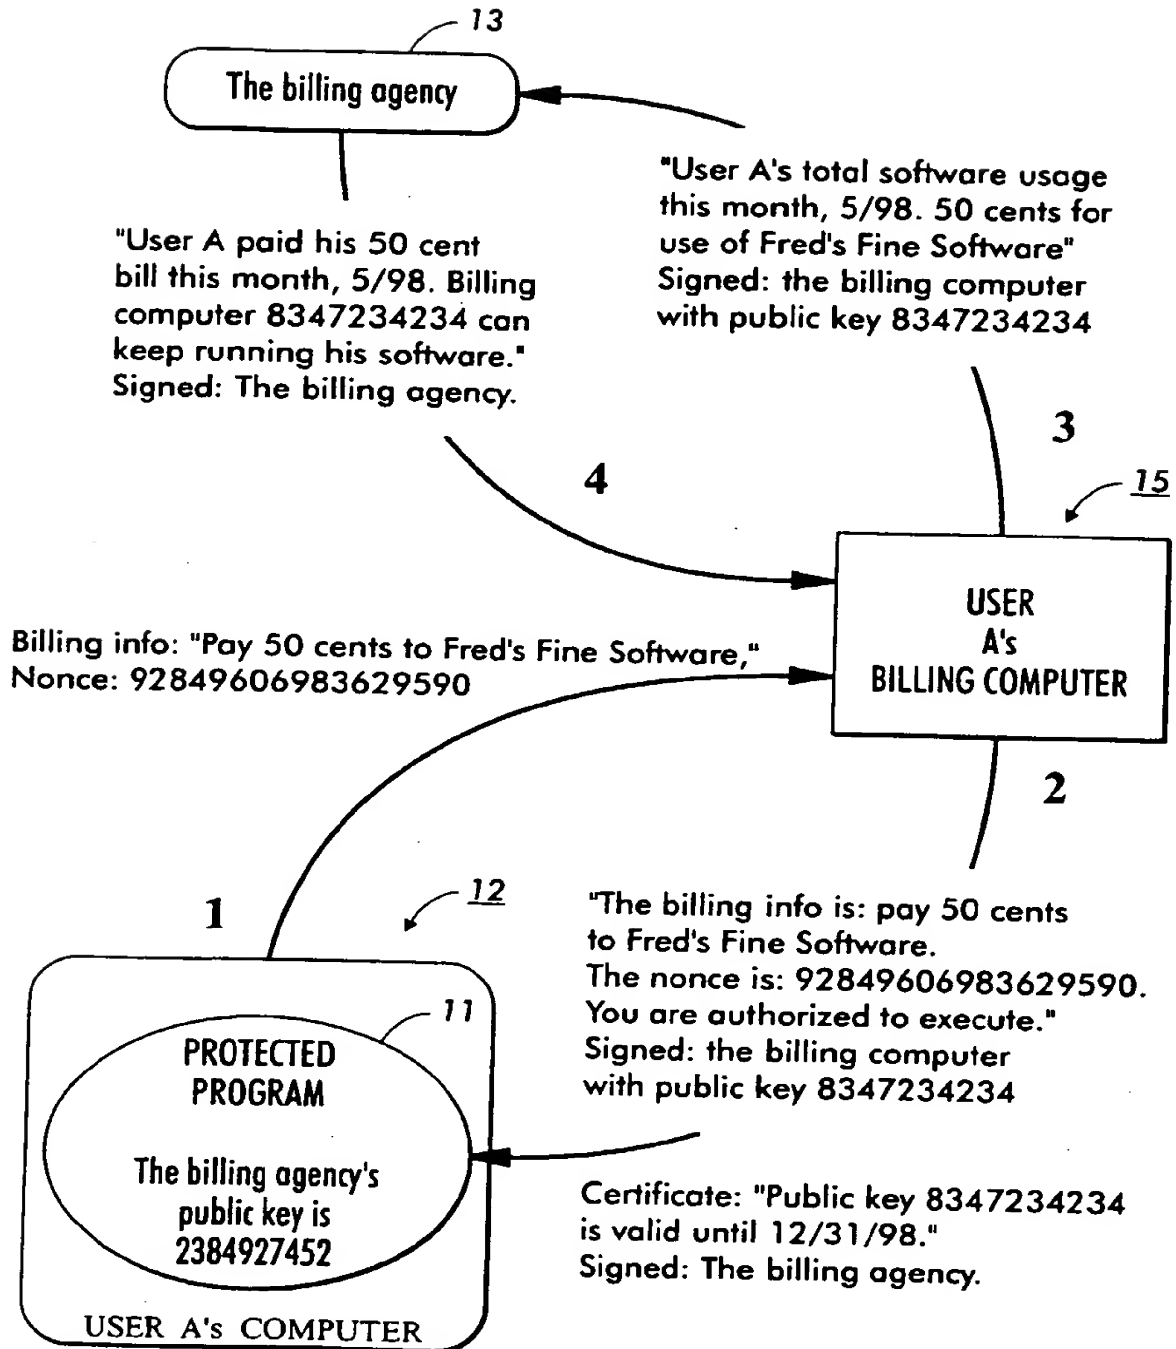 13
The billing agency
"User A's total software usage
this month, 5/98. 50 cents for
use of Fred's Fine Software"
Signed: the billing computer
with public key 8347234234
"User A paid his 50 cent
bill this month, 5/98. Billing
computer 8347234234 can
keep running his software."
Signed: The billing agency.
3
4
15
USER
A's
BILLING COMPUTER
Billing info: "Pay 50 cents to Fred's Fine Software,"
Nonce: 92849606983629590
2
1
12
"The billing info is: pay 50 cents
to Fred's Fine Software.
The nonce is: 92849606983629590.
You are authorized to execute."
Signed: the billing computer
with public key 8347234234
11
PROTECTED
PROGRAM
The billing agency's
public key is
2384927452
Certificate: "Public key 8347234234
is valid until 12/31/98."
Signed: The billing agency.
USER A's COMPUTER